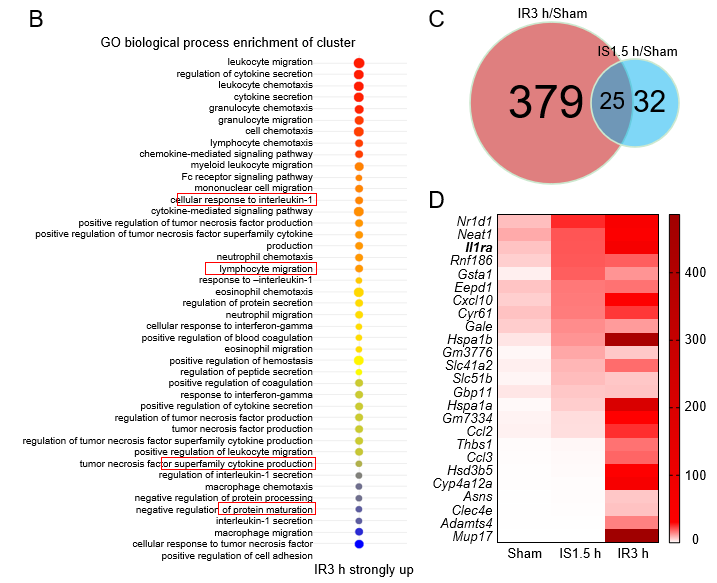 B
GO biological process enrichment of cluster
leukocyte migration
regulation of cytokine secretion
leukocyte chemotaxis
cytokine secretion
granulocyte chemotaxis
granulocyte migration
cell chemotaxis
lymphocyte chemotaxis
chemokine-mediated signaling pathway
myeloid leukocyte migration
Fc receptor signaling pathway
mononuclear cell migration
cellular response to interleukin-1
cytokine-mediated signaling pathway
positive regulation of tumor necrosis factor production
positive regulation of tumor necrosis factor superfamily cytokine
production
neutrophil chemotaxis
lymphocyte migration
response to –interleukin-1
eosinophil chemotaxis
regulation of protein secretion
neutrophil migration
cellular response to interferon-gamma
positive regulation of blood coagulation
eosinophil migration
positive regulation of hemostasis
regulation of peptide secretion
positive regulation of coagulation
response to interferon-gamma
positive regulation of cytokine secretion
regulation of tumor necrosis factor production
tumor necrosis factor production
regulation of tumor necrosis factor superfamily cytokine production
positive regulation of leukocyte migration
tumor necrosis factor superfamily cytokine production
regulation of interleukin-1 secretion
macrophage chemotaxis
negative regulation of protein processing
negative regulation of protein maturation
interleukin-1 secretion
macrophage migration
cellular response to tumor necrosis factor
positive regulation of cell adhesion
IR3 h strongly up
C
IR3 h/Sham
IS1.5 h/Sham
379
25
32
D
Nr1d1
Neat1
Il1ra
Rnf186
Gsta1
Eepd1
Cxcl10
Cyr61
Gale
Hspa1b
Gm3776
Slc41a2
Slc51b
Gbp11
Hspa1a
Gm7334
Ccl2
Thbs1
Ccl3
Hsd3b5
Cyp4a12a
Asns
Clec4e
Adamts4
Mup17
Sham
IS1.5 h
IR3 h
400
300
200
100
0